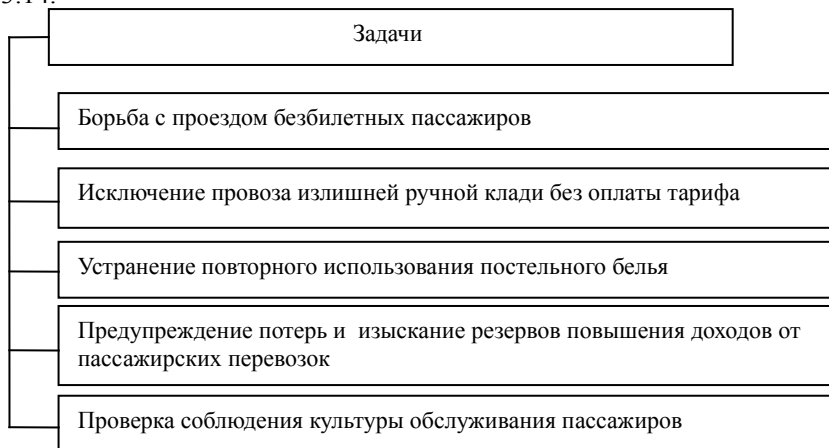 3.14.
Задачи
Борьба с проездом безбилетных пассажиров
Исключение провоза излишней ручной клади без оплаты тарифа
Устранение повторного использования постельного белья
Предупреждение потерь и изыскание резервов повышения доходов от
пассажирских перевозок
Проверка соблюдения культуры обслуживания пассажиров